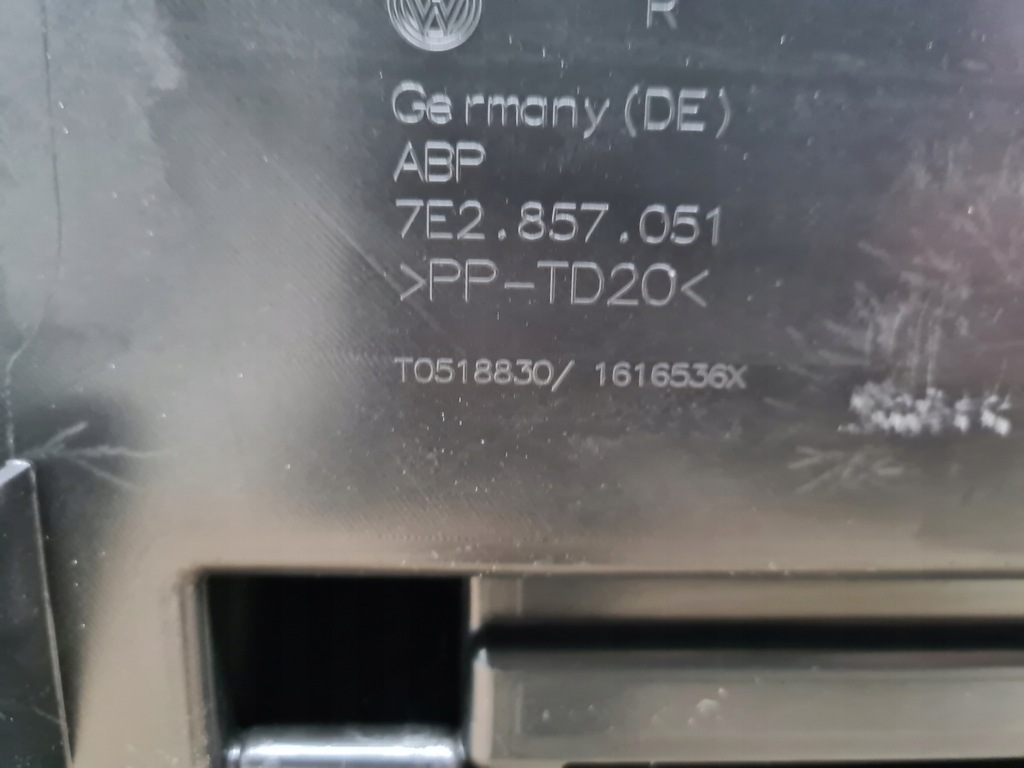 R
Germany (DE)
ABP
7E2.857.051
>PP-TD20<
T0518830/ 1616536X